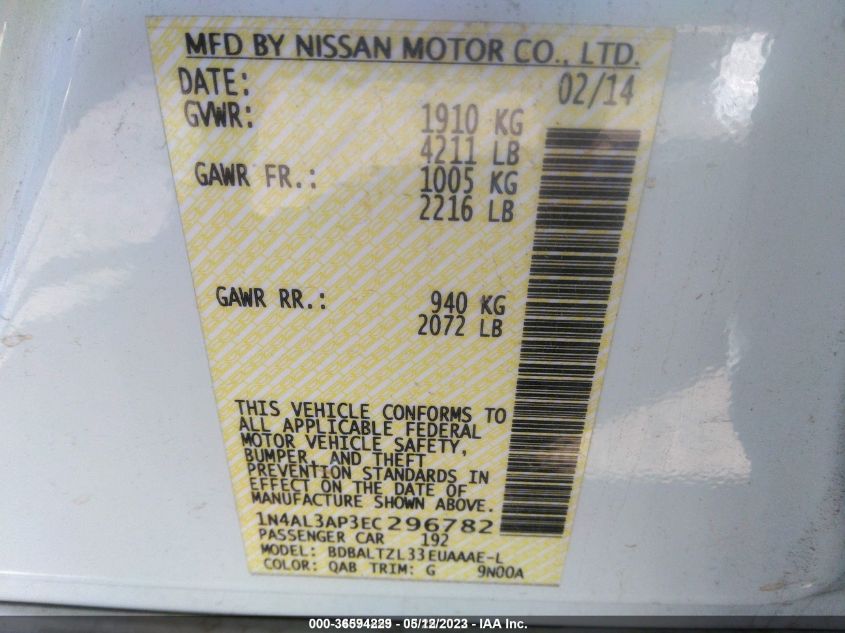 MFD BY NISSAN MOTOR CO., LTD.
DATE: 02/14
GVWR: 1910 KG
4211 LB
GAWR FR.: 1005 KG
2216 LB
GAWR RR.: 940 KG
2072 LB
THIS VEHICLE CONFORMS TO
ALL APPLICABLE FEDERAL
MOTOR VEHICLE SAFETY,
BUMPER, AND THEFT
PREVENTION STANDARDS IN
EFFECT ON THE DATE OF
MANUFACTURE SHOWN ABOVE.
1N4AL3AP3EC296782
PASSENGER CAR 192
MODEL: BDBALTZL33EUAAAE-L
COLOR: QAB TRIM: G 9N00A
000-36594229 - 05/12/2023 - IAA Inc.